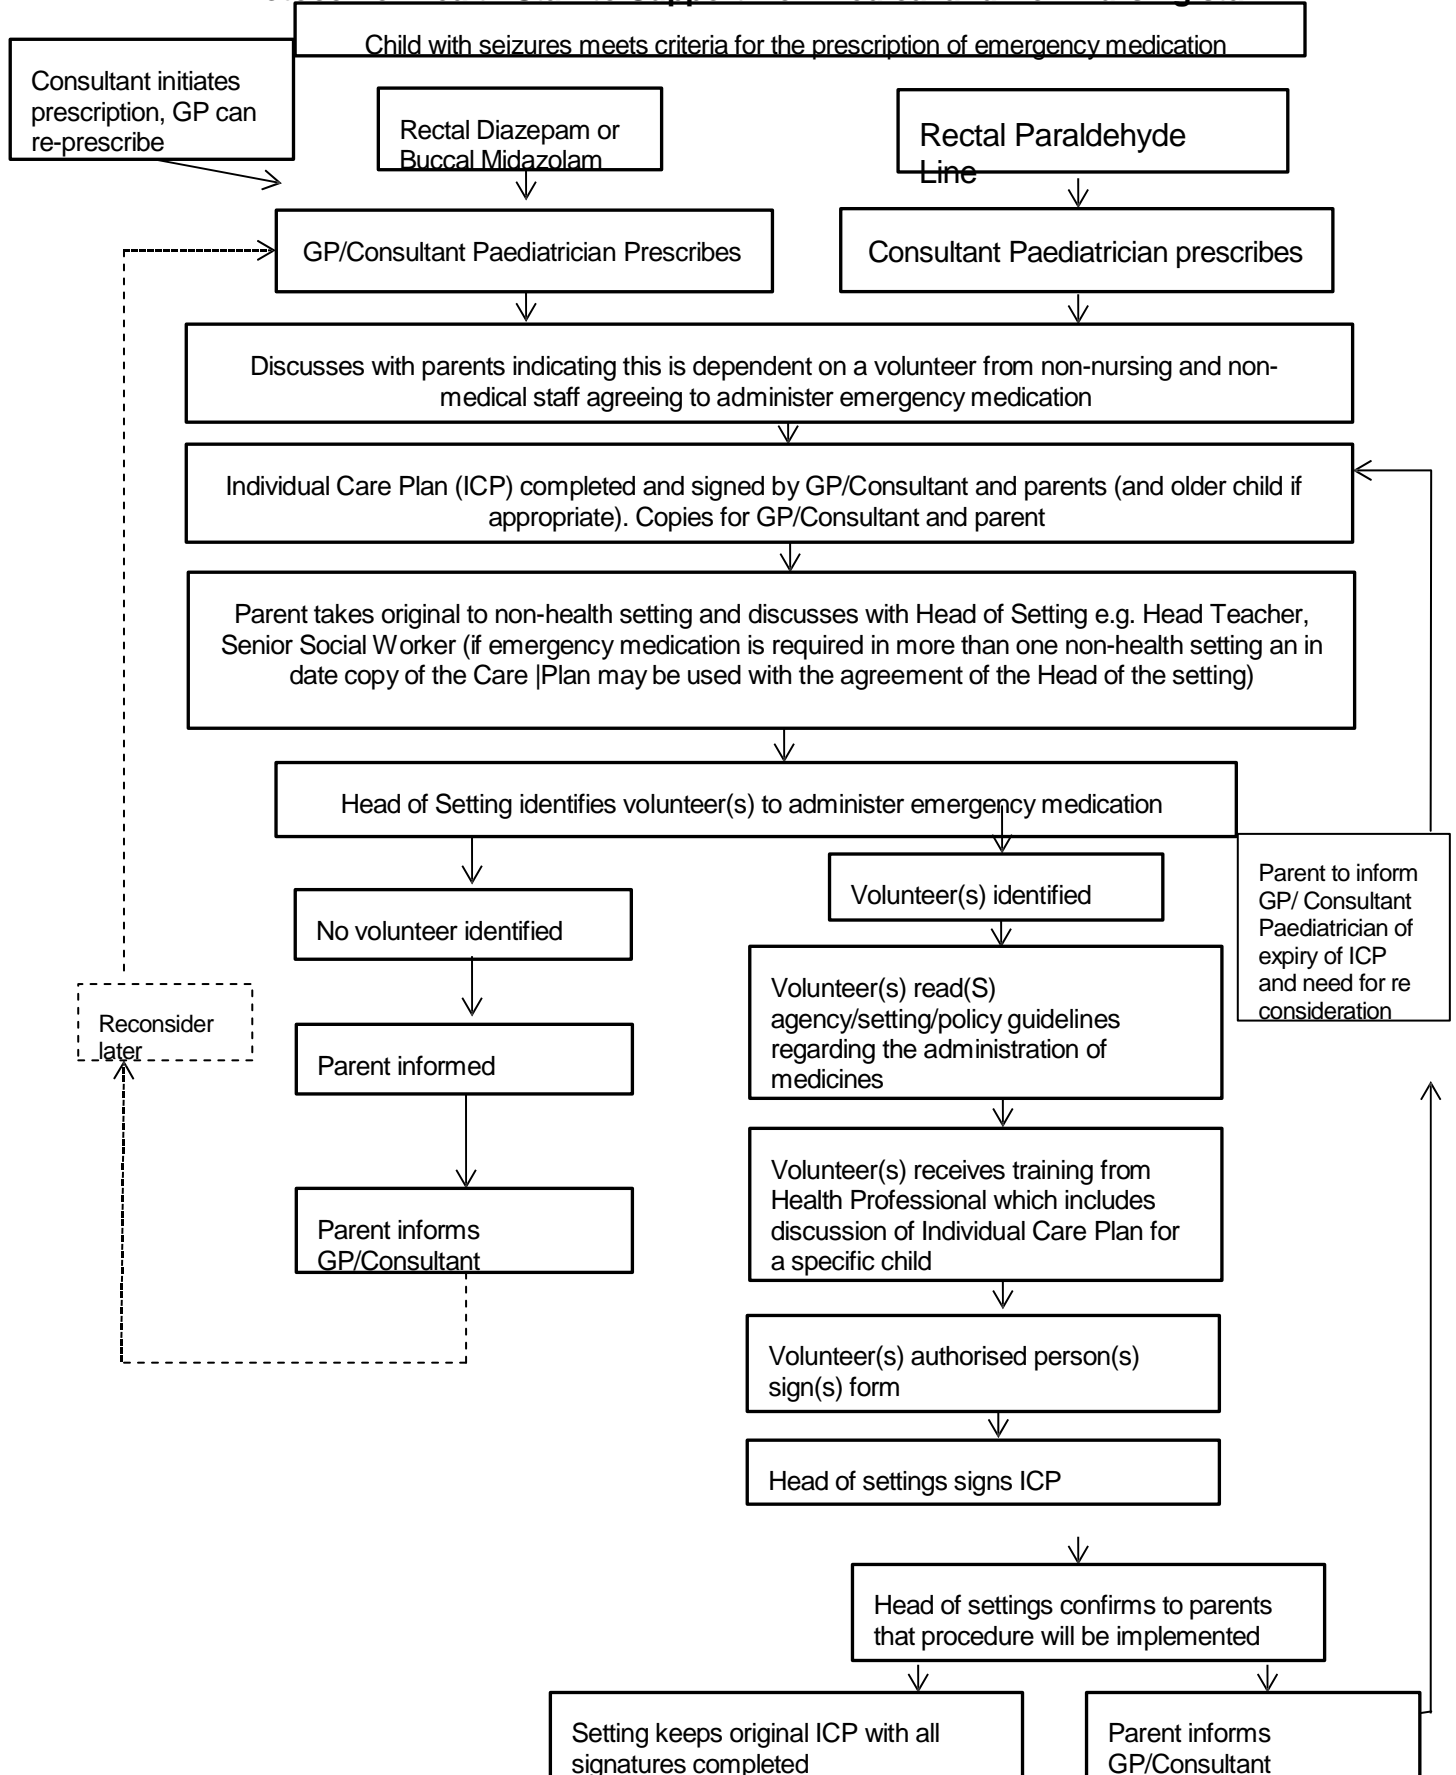 Child with seizures meets criteria for the prescription of emergency medication
Consultant initiates
prescription, GP can
re-prescribe
Rectal Diazepam or
Buccal Midazolam
Rectal Paraldehyde
Line
GP/Consultant Paediatrician Prescribes
Consultant Paediatrician prescribes
Discusses with parents indicating this is dependent on a volunteer from non-nursing and non-
medical staff agreeing to administer emergency medication
Individual Care Plan (ICP) completed and signed by GP/Consultant and parents (and older child if
appropriate). Copies for GP/Consultant and parent
Parent takes original to non-health setting and discusses with Head of Setting e.g. Head Teacher,
Senior Social Worker (if emergency medication is required in more than one non-health setting an in
date copy of the Care |Plan may be used with the agreement of the Head of the setting)
Head of Setting identifies volunteer(s) to administer emergency medication
No volunteer identified
Parent informed
Parent informs
GP/Consultant
Reconsider
later
Volunteer(s) identified
Volunteer(s) read(S)
agency/setting/policy guidelines
regarding the administration of
medicines
Volunteer(s) receives training from
Health Professional which includes
discussion of Individual Care Plan for
a specific child
Volunteer(s) authorised person(s)
sign(s) form
Head of settings signs ICP
Parent to inform
GP/ Consultant
Paediatrician of
expiry of ICP
and need for re
consideration
Head of settings confirms to parents
that procedure will be implemented
Setting keeps original ICP with all
signatures completed
Parent informs
GP/Consultant